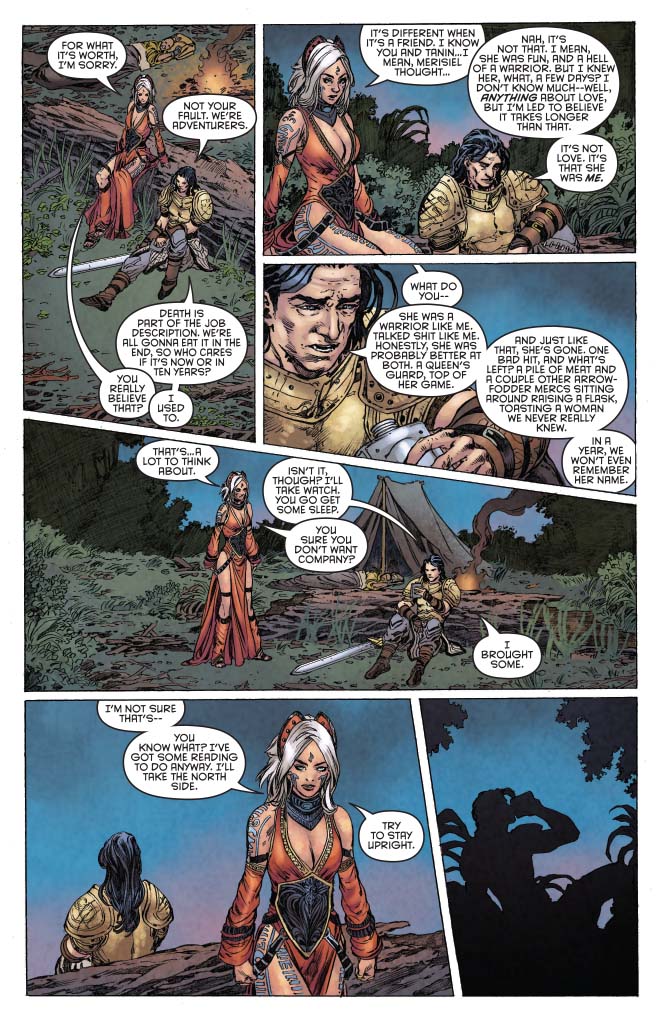 FOR WHAT
IT'S WORTH,
I'M SORRY.
NOT YOUR
FAULT. WE'RE
ADVENTURERS.
DEATH IS
PART OF THE JOB
DESCRIPTION. WE'RE
ALL GONNA EAT IT IN THE
END, SO WHO CARES
IF IT'S NOW OR IN
TEN YEARS?
YOU
REALLY
BELIEVE
THAT?
I
USED
TO.
IT'S DIFFERENT WHEN
IT'S A FRIEND. I KNOW
YOU AND TANIN...I
MEAN, MERISIEL
THOUGHT...
NAH, IT'S
NOT THAT. I MEAN,
SHE WAS FUN, AND A HELL
OF A WARRIOR. BUT I KNEW
HER, WHAT, A FEW DAYS? I
DON'T KNOW MUCH--WELL,
ANYTHING ABOUT LOVE,
BUT I'M LED TO BELIEVE
IT TAKES LONGER
THAN THAT.
IT'S NOT
LOVE. IT'S
THAT SHE
WAS ME.
WHAT DO
YOU--
SHE WAS A
WARRIOR LIKE ME.
TALKED SHIT LIKE ME.
HONESTLY, SHE WAS
PROBABLY BETTER AT
BOTH. A QUEEN'S
GUARD, TOP OF
HER GAME.
AND JUST LIKE
THAT, SHE'S GONE. ONE
BAD HIT, AND WHAT'S
LEFT? A PILE OF MEAT AND
A COUPLE OTHER ARROW-
FODDER MERCS SITTING
AROUND RAISING A FLASK,
TOASTING A WOMAN
WE NEVER REALLY
KNEW.
IN A
YEAR, WE
WON'T EVEN
REMEMBER
HER NAME.
THAT'S...A
LOT TO THINK
ABOUT.
ISN'T IT,
THOUGH? I'LL
TAKE WATCH.
YOU GO GET
SOME SLEEP.
YOU
SURE YOU
DON'T WANT
COMPANY?
I
BROUGHT
SOME.
I'M NOT SURE
THAT'S--
YOU
KNOW WHAT? I'VE
GOT SOME READING
TO DO ANYWAY. I'LL
TAKE THE NORTH
SIDE.
TRY
TO STAY
UPRIGHT.